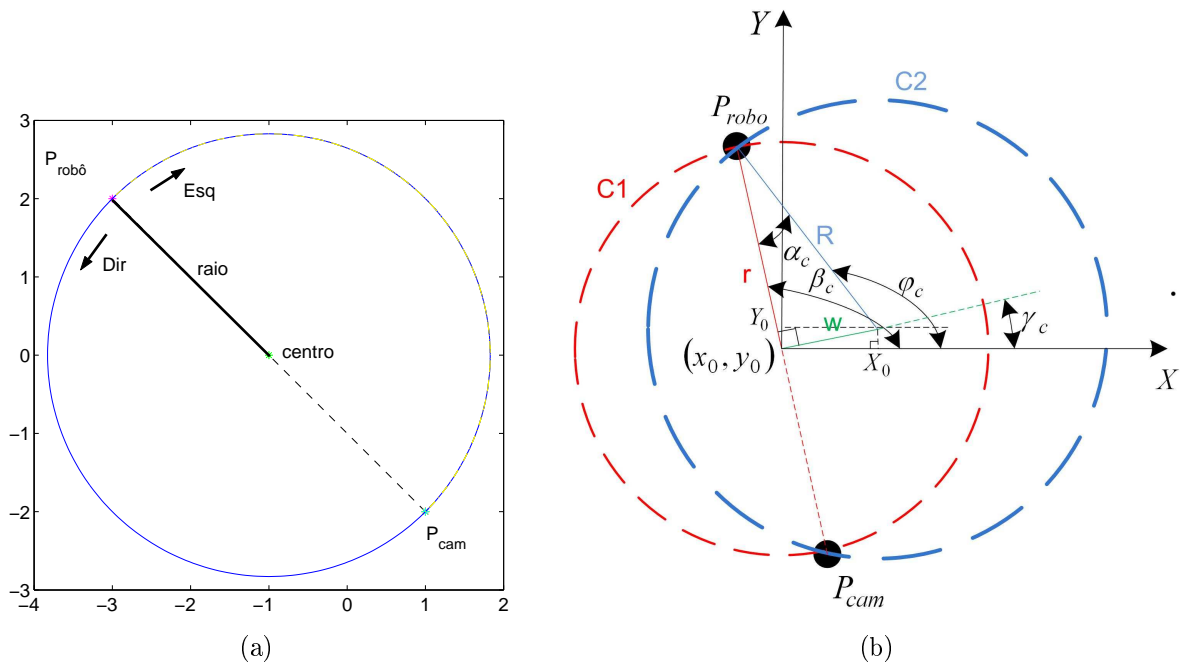 3
2
1
0
−1
−2
−3
−4
−3
−2
−1
0
1
2
P_robô
Esq
Dir
raio
centro
P_cam
(a)
Y
C2
P_robo
C1
R
α_c
r
β_c
φ_c
Y_0
w
γ_c
(x_0, y_0)
X_0
X
P_cam
.
(b)